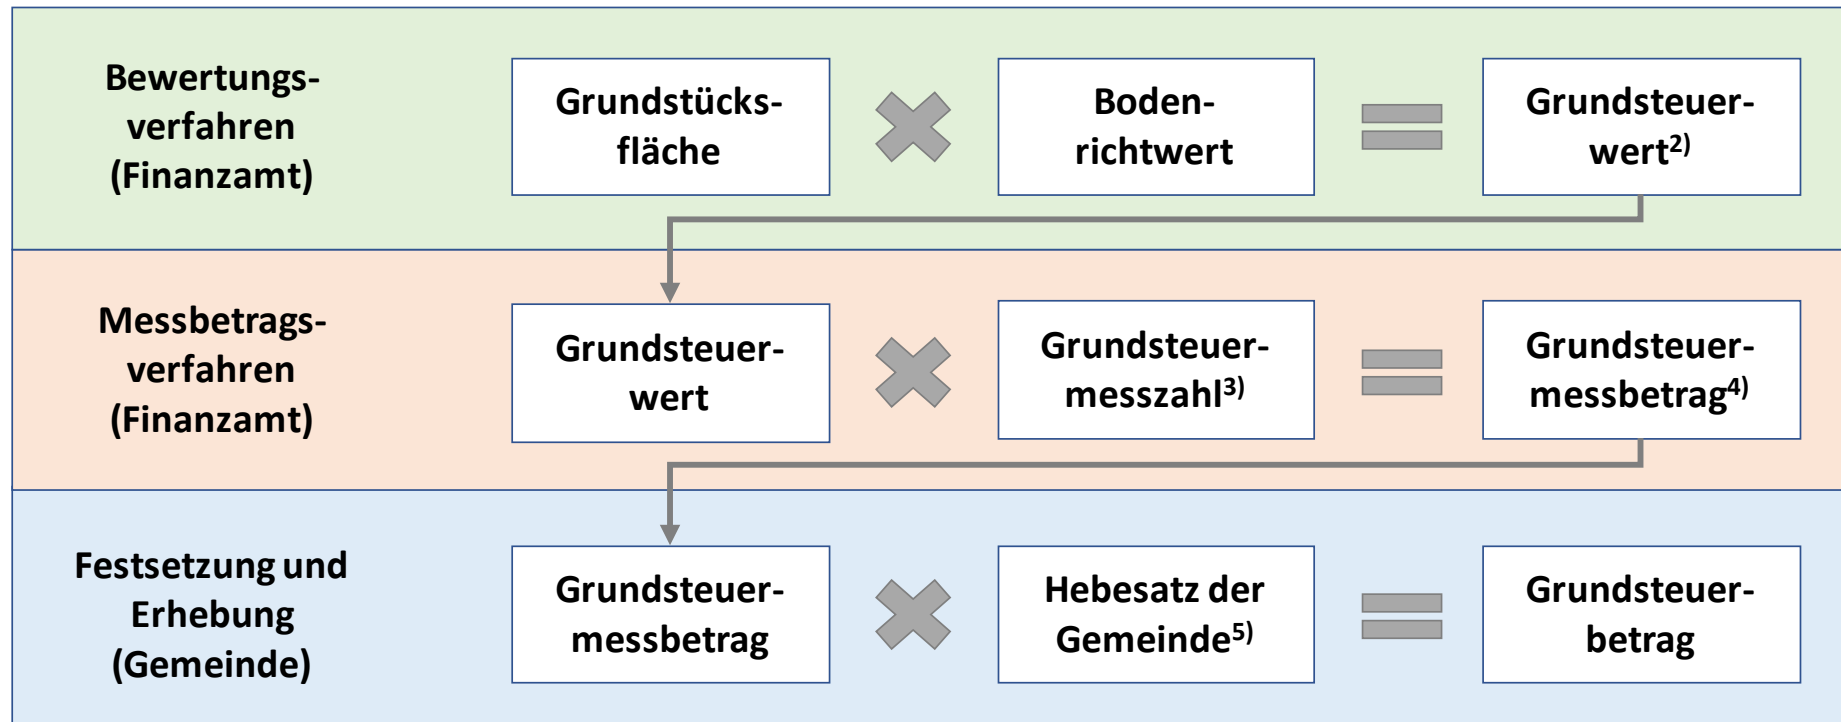 Bewertungs-
verfahren
(Finanzamt)
Grundstücks-
fläche
Boden-
richtwert
Grundsteuer-
wert2)
Messbetrags-
verfahren
(Finanzamt)
Grundsteuer-
wert
Grundsteuer-
messzahl3)
Grundsteuer-
messbetrag4)
Festsetzung und
Erhebung
(Gemeinde)
Grundsteuer-
messbetrag
Hebesatz der
Gemeinde5)
Grundsteuer-
betrag